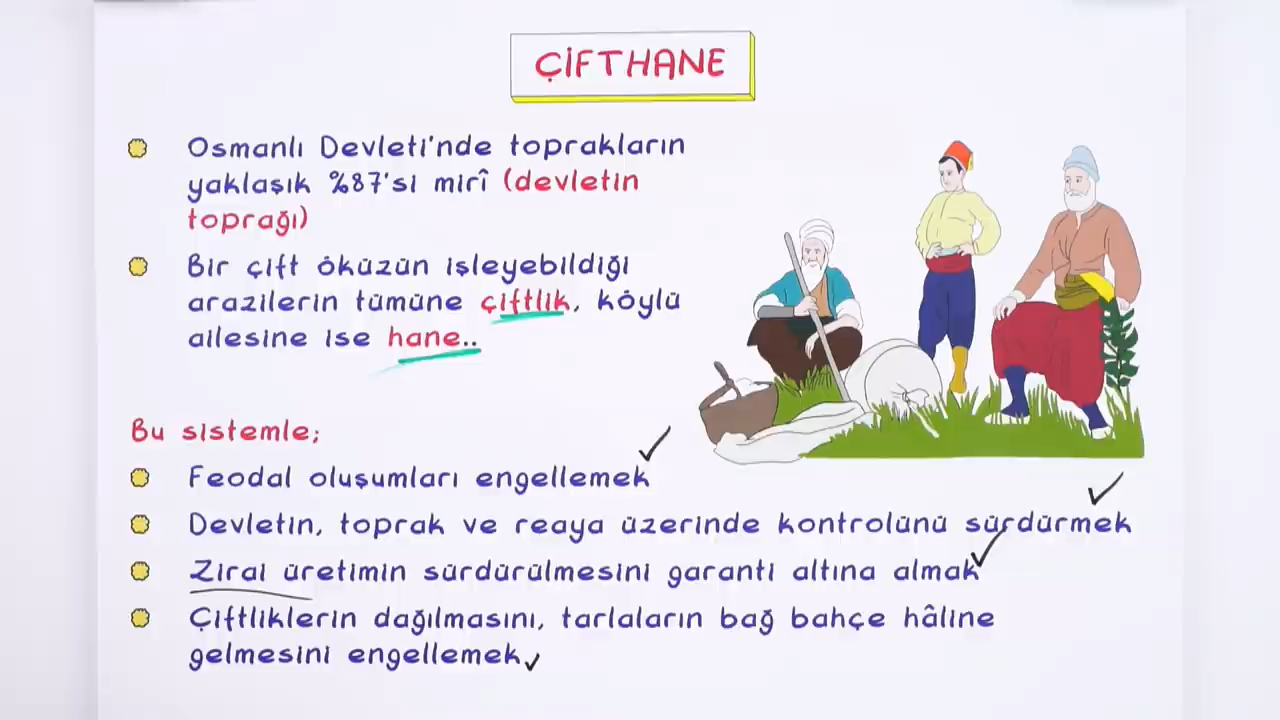 ÇİFTHANE
Osmanlı Devleti'nde toprakların
yaklaşık %87'si mirî (devletin
toprağı)
Bir çift öküzün işleyebildiği
arazilerin tümüne çiftlik, köylü
ailesine ise hane..
Bu sistemle;
Feodal oluşumları engellemek
Devletin, toprak ve reaya üzerinde kontrolünü sürdürmek
Zirai üretimin sürdürülmesini garanti altına almak
Çiftliklerin dağılmasını, tarlaların bağ bahçe hâline
gelmesini engellemek